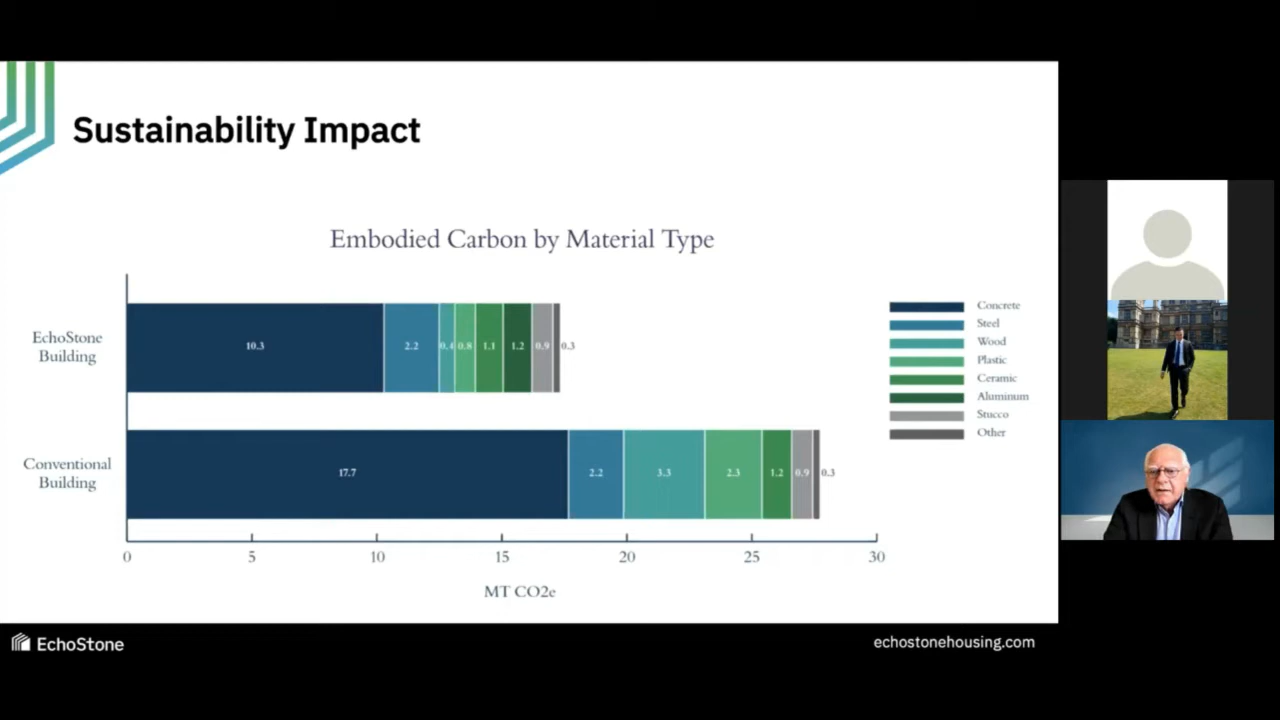 Sustainability Impact
Embodied Carbon by Material Type
EchoStone
Building
10.3 2.2 0.4 0.8 1.1 1.2 0.9 0.3
Conventional
Building
17.7 2.2 3.3 2.3 1.2 0.9 0.3
0 5 10 15 20 25 30
MT CO2e
Concrete
Steel
Wood
Plastic
Ceramic
Aluminum
Stucco
Other
EchoStone
echostonehousing.com